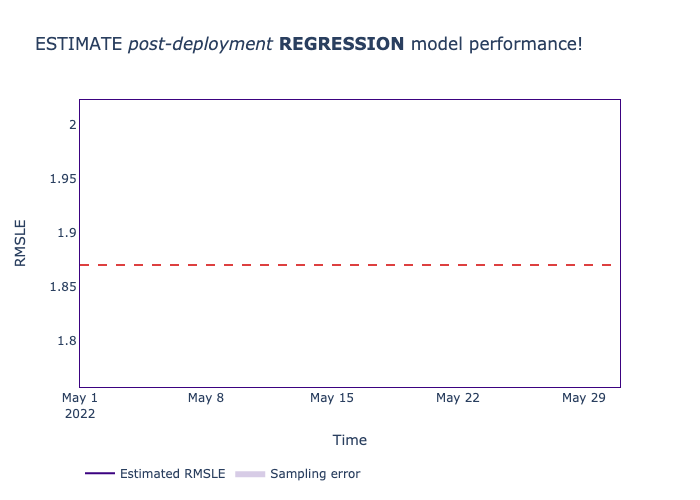 ESTIMATE post-deployment REGRESSION model performance!
2
1.95
1.9
1.85
1.8
RMSLE
May 1
2022
May 8
May 15
May 22
May 29
Time
Estimated RMSLE
Sampling error